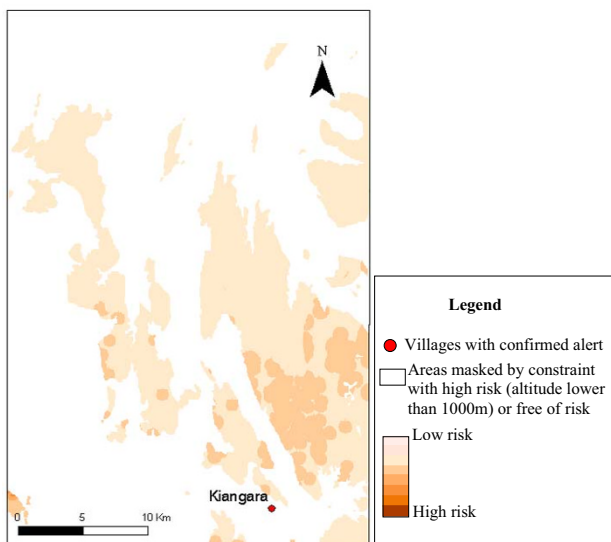 N
Legend
Villages with confirmed alert
Areas masked by constraint
with high risk (altitude lower
than 1000m) or free of risk
Low risk
High risk
Kiangara
0 5 10 Km